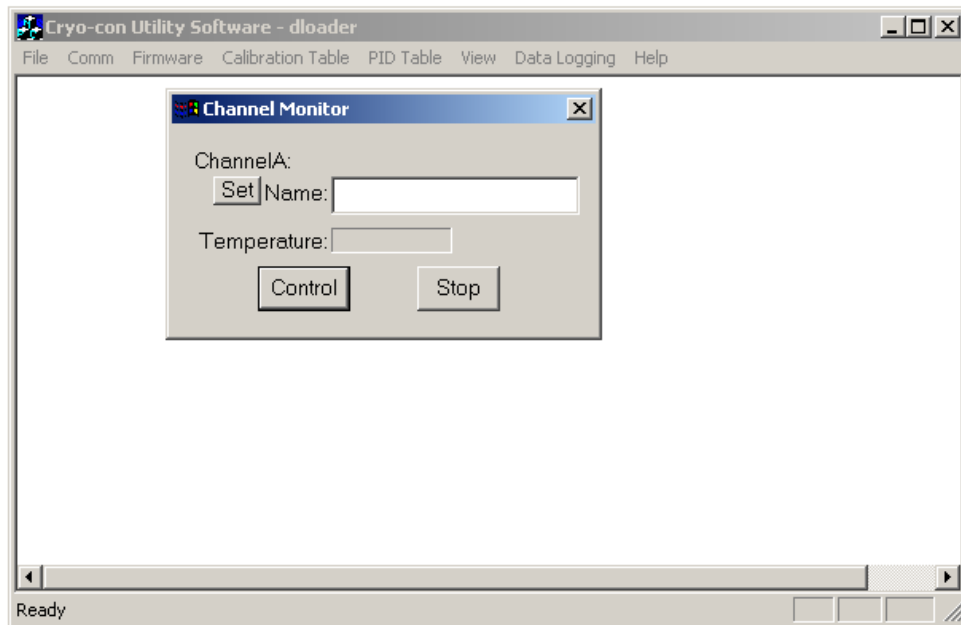 Cryo-con Utility Software - dloader
File Comm Firmware Calibration Table PID Table View Data Logging Help
Channel Monitor
ChannelA:
Set Name:
Temperature:
Control Stop
Ready